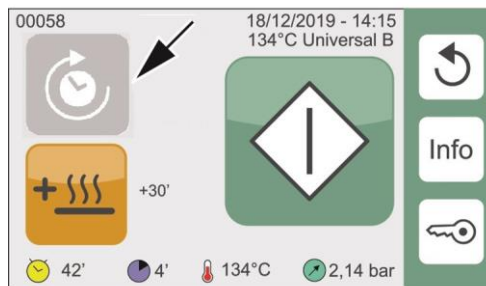 00058
18/12/2019 - 14:15
134°C Universal B
+30'
Info
42'
4'
134°C
2,14 bar